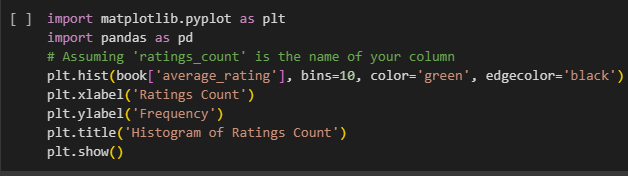 [ ] import matplotlib.pyplot as plt
import pandas as pd
# Assuming 'ratings_count' is the name of your column
plt.hist(book['average_rating'], bins=10, color='green', edgecolor='black')
plt.xlabel('Ratings Count')
plt.ylabel('Frequency')
plt.title('Histogram of Ratings Count')
plt.show()